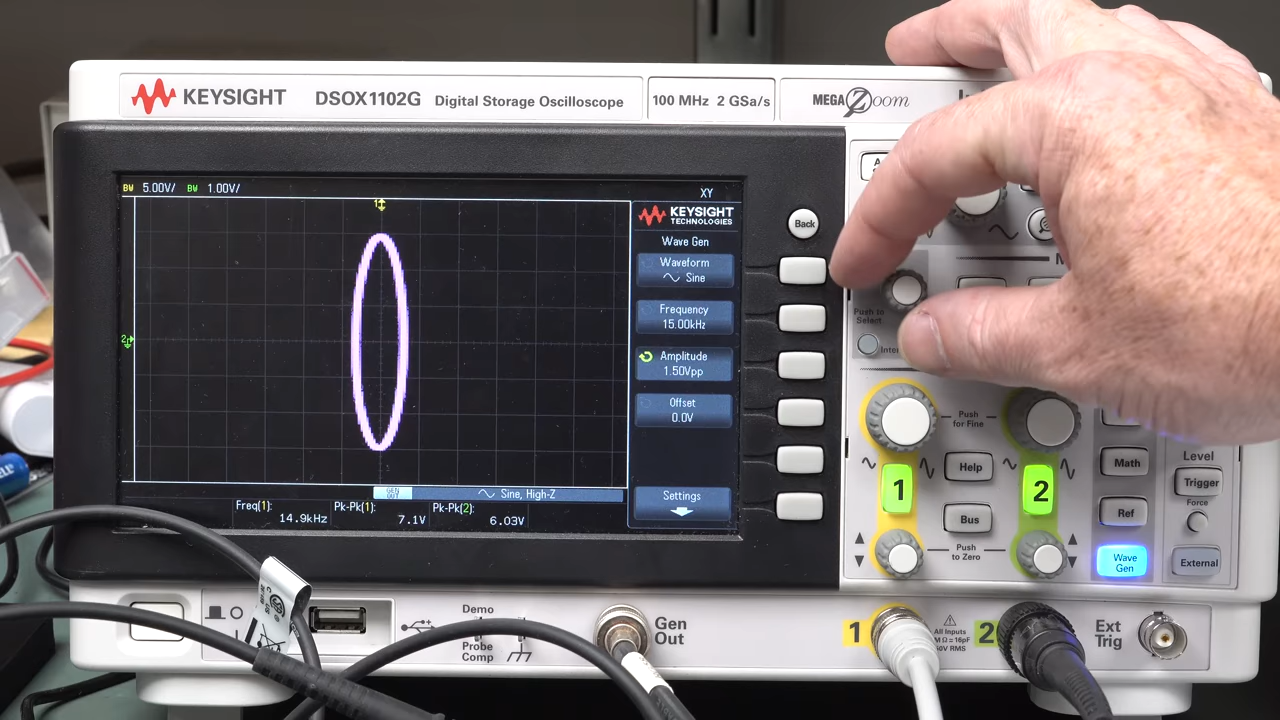 KEYSIGHT DSOX1102G Digital Storage Oscilloscope 100 MHz 2 GSa/s MEGA Zoom
BW 5.00V/ BW 1.00V/ XY
KEYSIGHT
TECHNOLOGIES
Wave Gen
Waveform
Sine
Frequency
15.00kHz
Amplitude
1.50Vpp
Offset
0.0V
Settings
GEN
OUT
Sine, High-Z
Freq(1): Pk-Pk(1): Pk-Pk(2):
14.9kHz 7.1V 6.03V
Back
Push to
Select
Push
for Fine
Help
Bus
Push
to Zero
1
2
Math
Ref
Wave
Gen
Level
Trigger
Force
External
Demo
Probe
Comp
Gen
Out
1
All Inputs
2
Ext
Trig